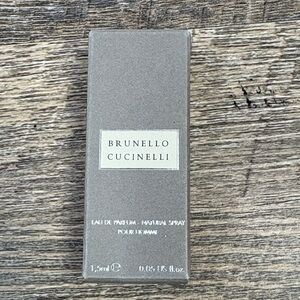 BRUNELLO
CUCINELLI
EAU DE PARFUM - NATURAL SPRAY
POUR HOMME
1,5ml ℮ 0.05 US fl.oz.